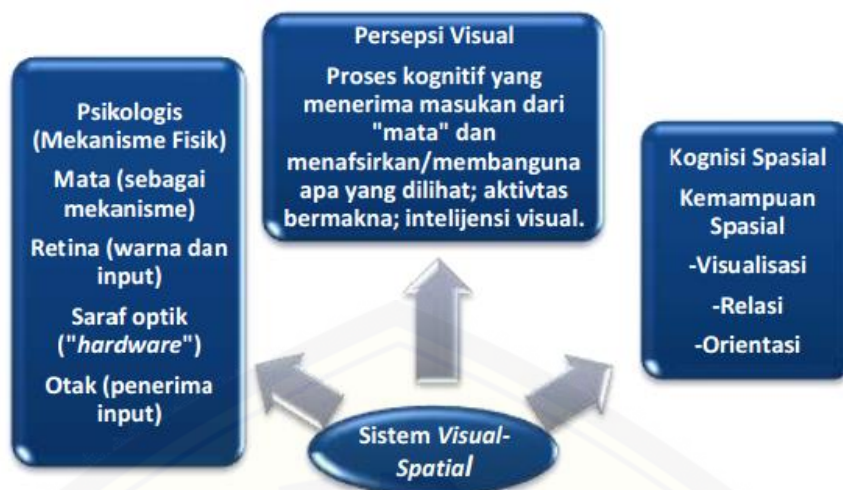 Psikologis
(Mekanisme Fisik)
Mata (sebagai
mekanisme)
Retina (warna dan
input)
Saraf optik
("hardware")
Otak (penerima
input)
Persepsi Visual
Proses kognitif yang
menerima masukan dari
"mata" dan
menafsirkan/membanguna
apa yang dilihat; aktivtas
bermakna; intelijensi visual.
Kognisi Spasial
Kemampuan
Spasial
-Visualisasi
-Relasi
-Orientasi
Sistem Visual-
Spatial